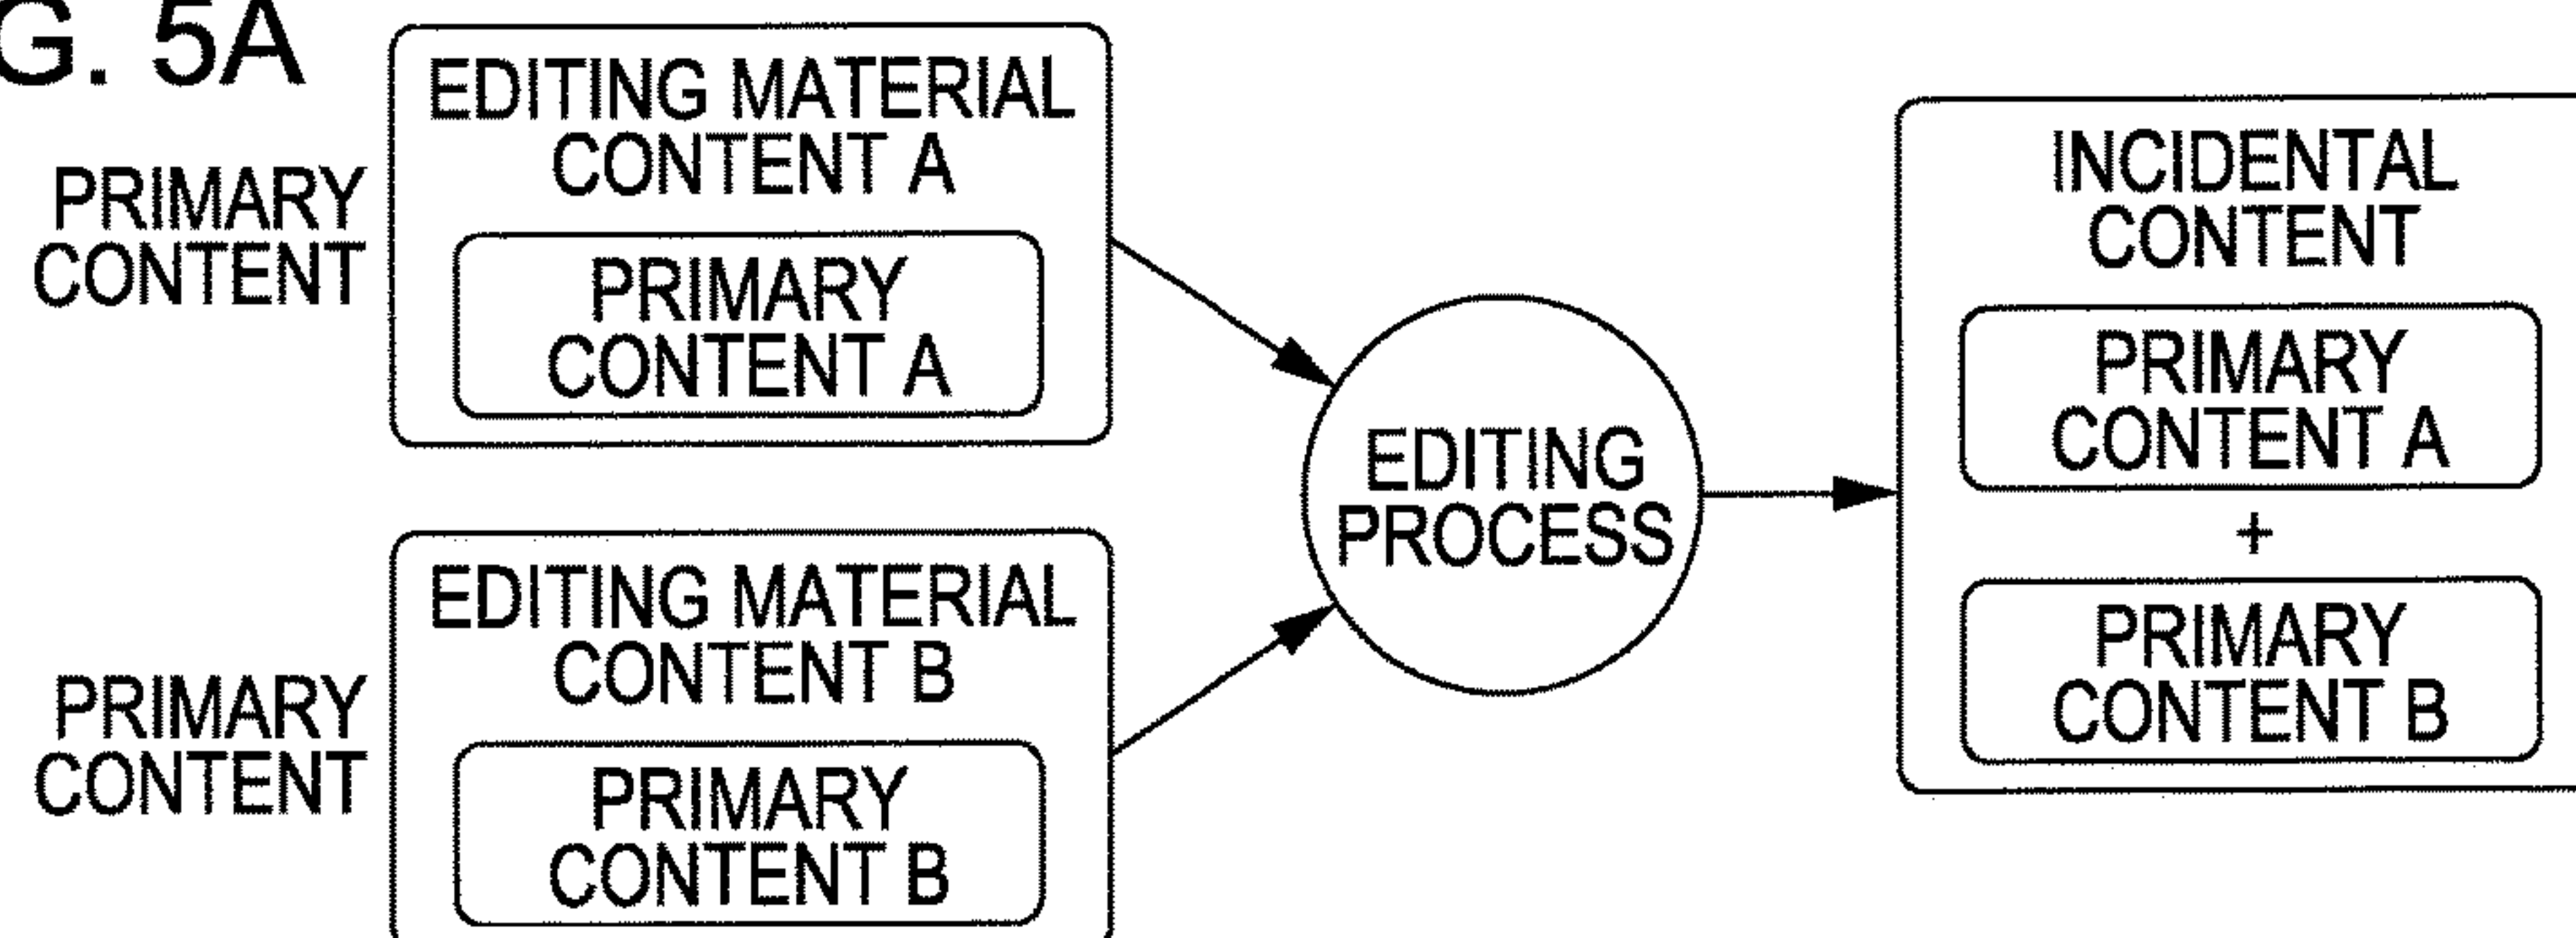 G. 5A
PRIMARY
CONTENT
EDITING MATERIAL
CONTENT A
PRIMARY
CONTENT A
PRIMARY
CONTENT
EDITING MATERIAL
CONTENT B
PRIMARY
CONTENT B
EDITING
PROCESS
INCIDENTAL
CONTENT
PRIMARY
CONTENT A
+
PRIMARY
CONTENT B